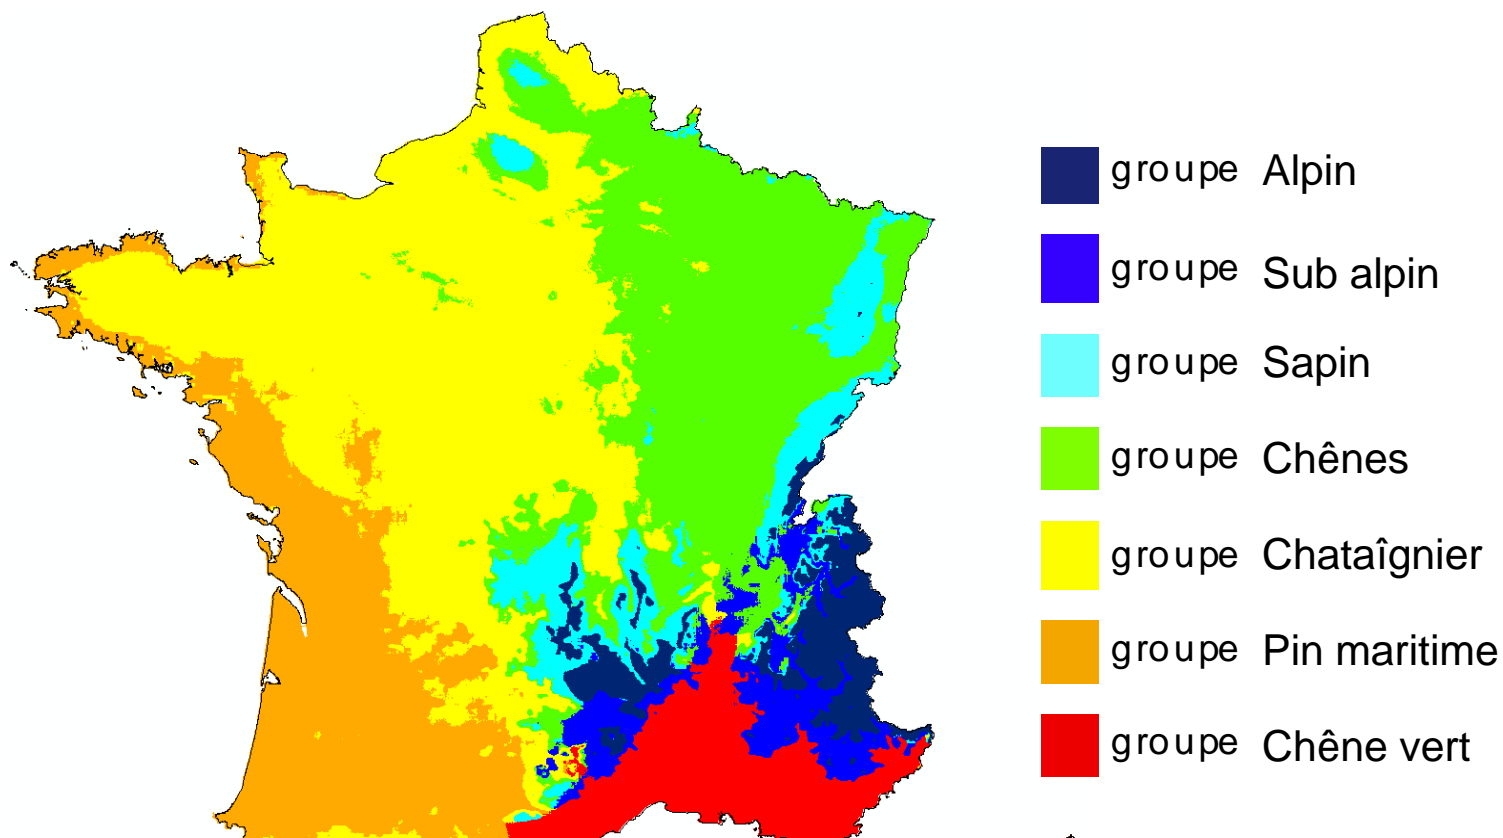 groupe Alpin
groupe Sub alpin
groupe Sapin
groupe Chênes
groupe Chataîgnier
groupe Pin maritime
groupe Chêne vert